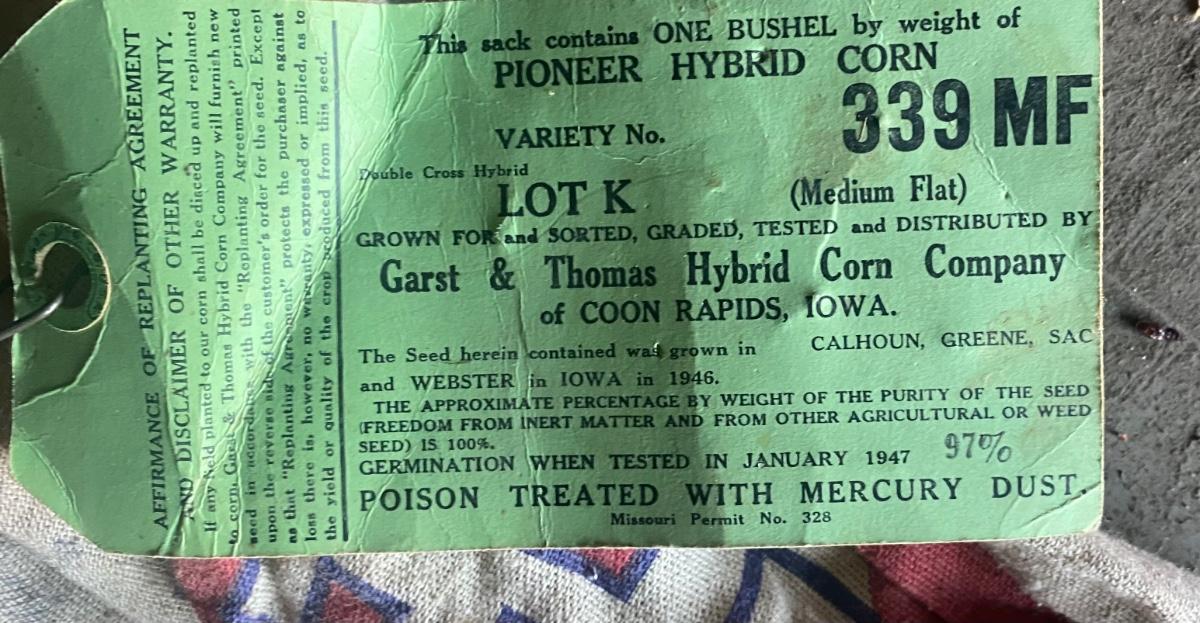 This sack contains ONE BUSHEL by weight of
PIONEER HYBRID CORN
VARIETY No. 339 MF
Double Cross Hybrid
LOT K (Medium Flat)
GROWN FOR and SORTED, GRADED, TESTED and DISTRIBUTED BY
Garst & Thomas Hybrid Corn Company
of COON RAPIDS, IOWA.
The Seed herein contained was grown in CALHOUN, GREENE, SAC
and WEBSTER in IOWA in 1946.
THE APPROXIMATE PERCENTAGE BY WEIGHT OF THE PURITY OF THE SEED
(FREEDOM FROM INERT MATTER AND FROM OTHER AGRICULTURAL OR WEED
SEED) IS 100%.
GERMINATION WHEN TESTED IN JANUARY 1947 97%
POISON TREATED WITH MERCURY DUST.
Missouri Permit No. 328
AFFIRMANCE OF REPLANTING AGREEMENT
AND DISCLAIMER OF OTHER WARRANTY.
If any field planted to our corn shall be disced up and replanted
to corn, Garst & Thomas Hybrid Corn Company will furnish new
seed in accordance with the "Replanting Agreement" printed
upon the reverse side of the customer's order for the seed. Except
as that "Replanting Agreement" protects the purchaser against
loss there is, however, no warranty, expressed or implied, as to
the yield or quality of the crop produced from this seed.